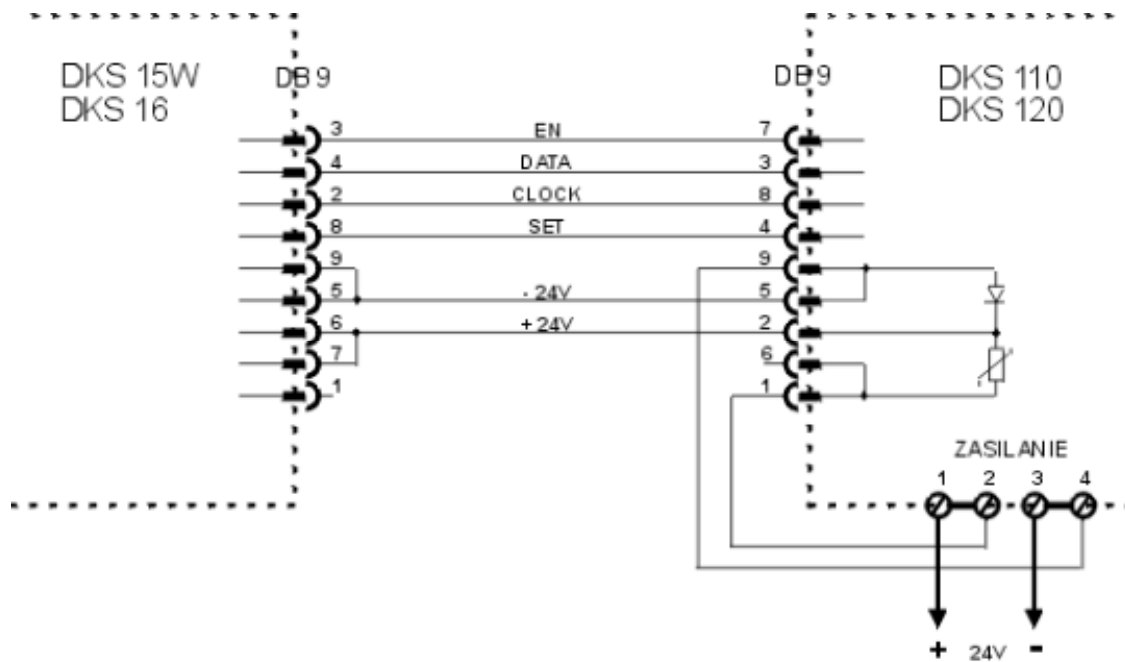 DKS 15W
DKS 16
DB9
DB9
DKS 110
DKS 120
3 EN 7
4 DATA 3
2 CLOCK 8
8 SET 4
9 9
5 - 24V 5
6 + 24V 2
7 6
1 1
ZASILANIE
1 2 3 4
+ 24V -